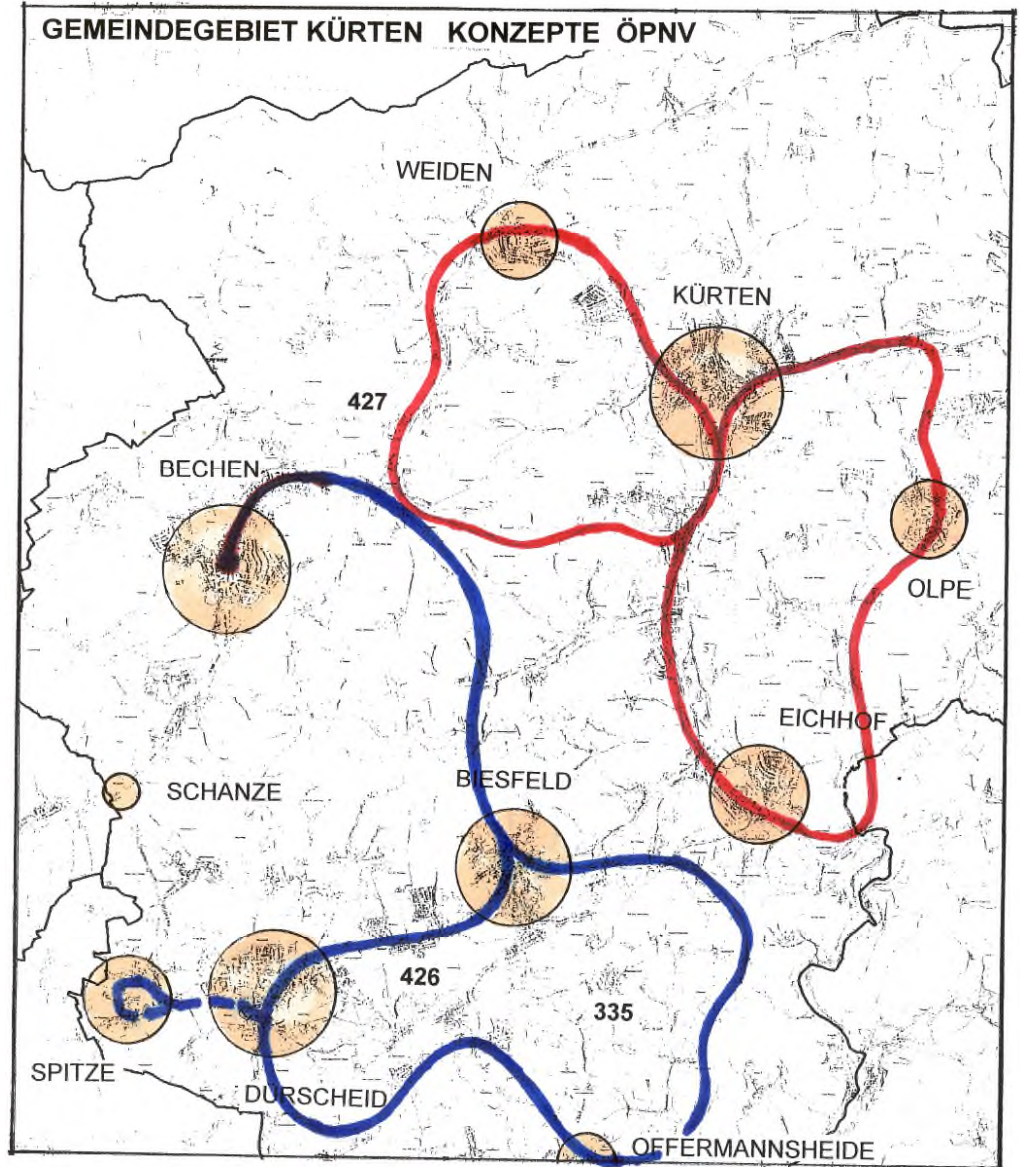 GEMEINDEGEBIET KÜRTEN KONZEPTE ÖPNV
WEIDEN
KÜRTEN
427
BECHEN
OLPE
EICHHOF
BIESFELD
SCHANZE
426
335
SPITZE
DÜRSCHEID
OFFERMANNSHEIDE